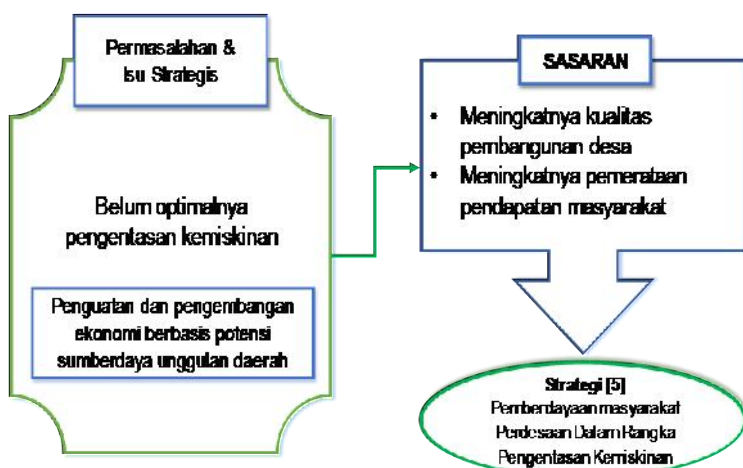 Permasalahan &
Isu Strategis
Belum optimalnya
pengentasan kemiskinan
Penguatan dan pengembangan
ekonomi berbasis potensi
sumberdaya unggulan daerah
SASARAN
• Meningkatnya kualitas
pembangunan desa
• Meningkatnya pemerataan
pendapatan masyarakat
Strategi [5]
Pemberdayaan masyarakat
Perdesaan Dalam Rangka
Pengentasan Kemiskinan